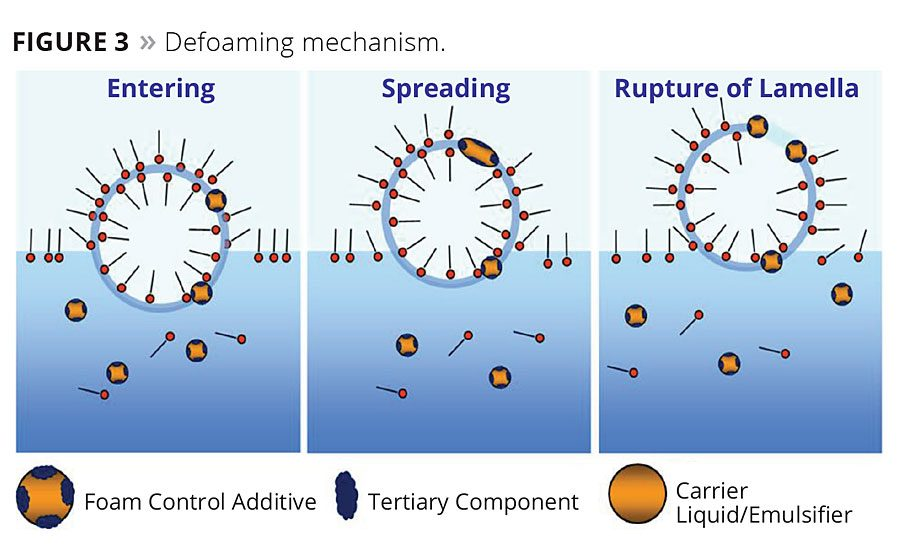 FIGURE 3 » Defoaming mechanism.
Entering
Spreading
Rupture of Lamella
Foam Control Additive
Tertiary Component
Carrier
Liquid/Emulsifier